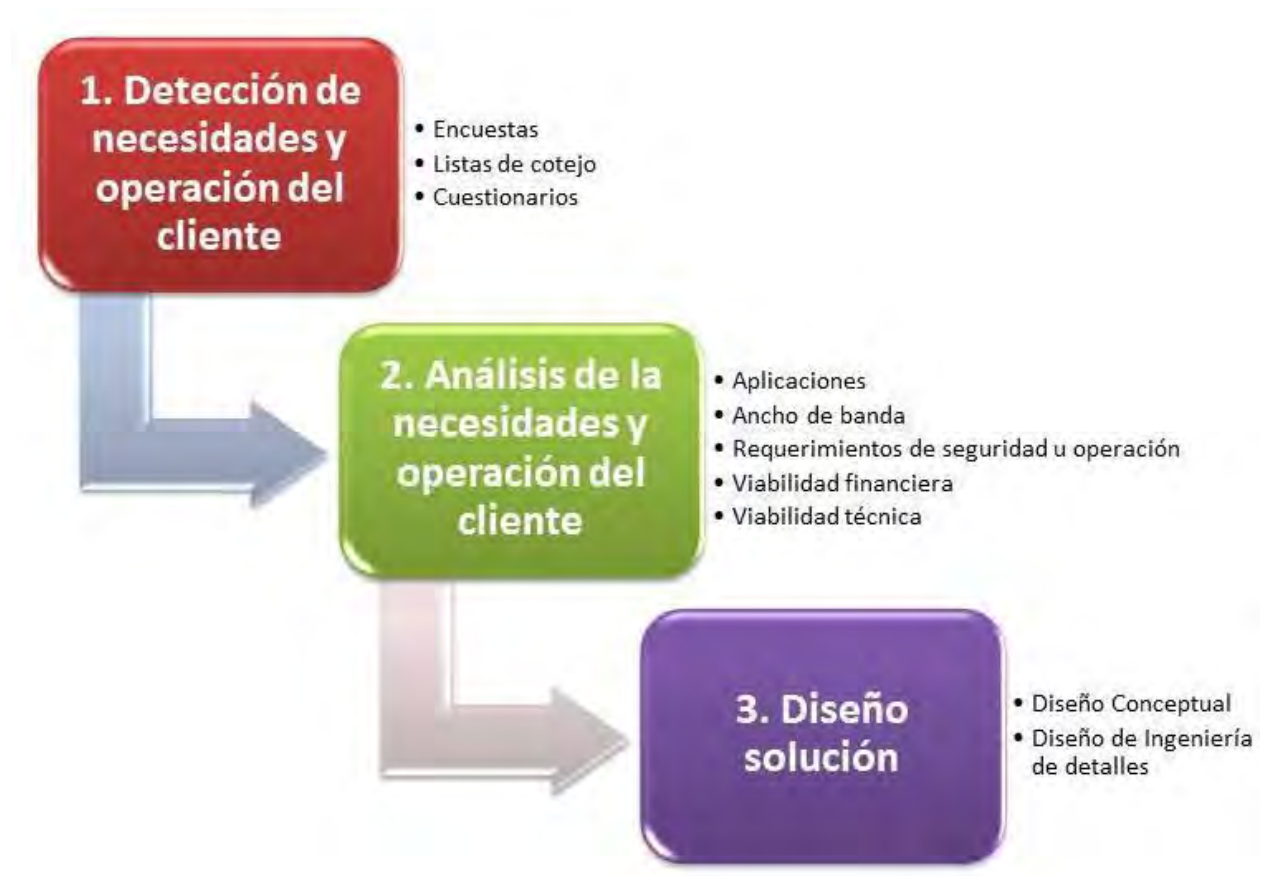 1. Detección de
necesidades y
operación del
cliente
• Encuestas
• Listas de cotejo
• Cuestionarios
2. Análisis de la
necesidades y
operación del
cliente
• Aplicaciones
• Ancho de banda
• Requerimientos de seguridad u operación
• Viabilidad financiera
• Viabilidad técnica
3. Diseño
solución
• Diseño Conceptual
• Diseño de Ingeniería
de detalles